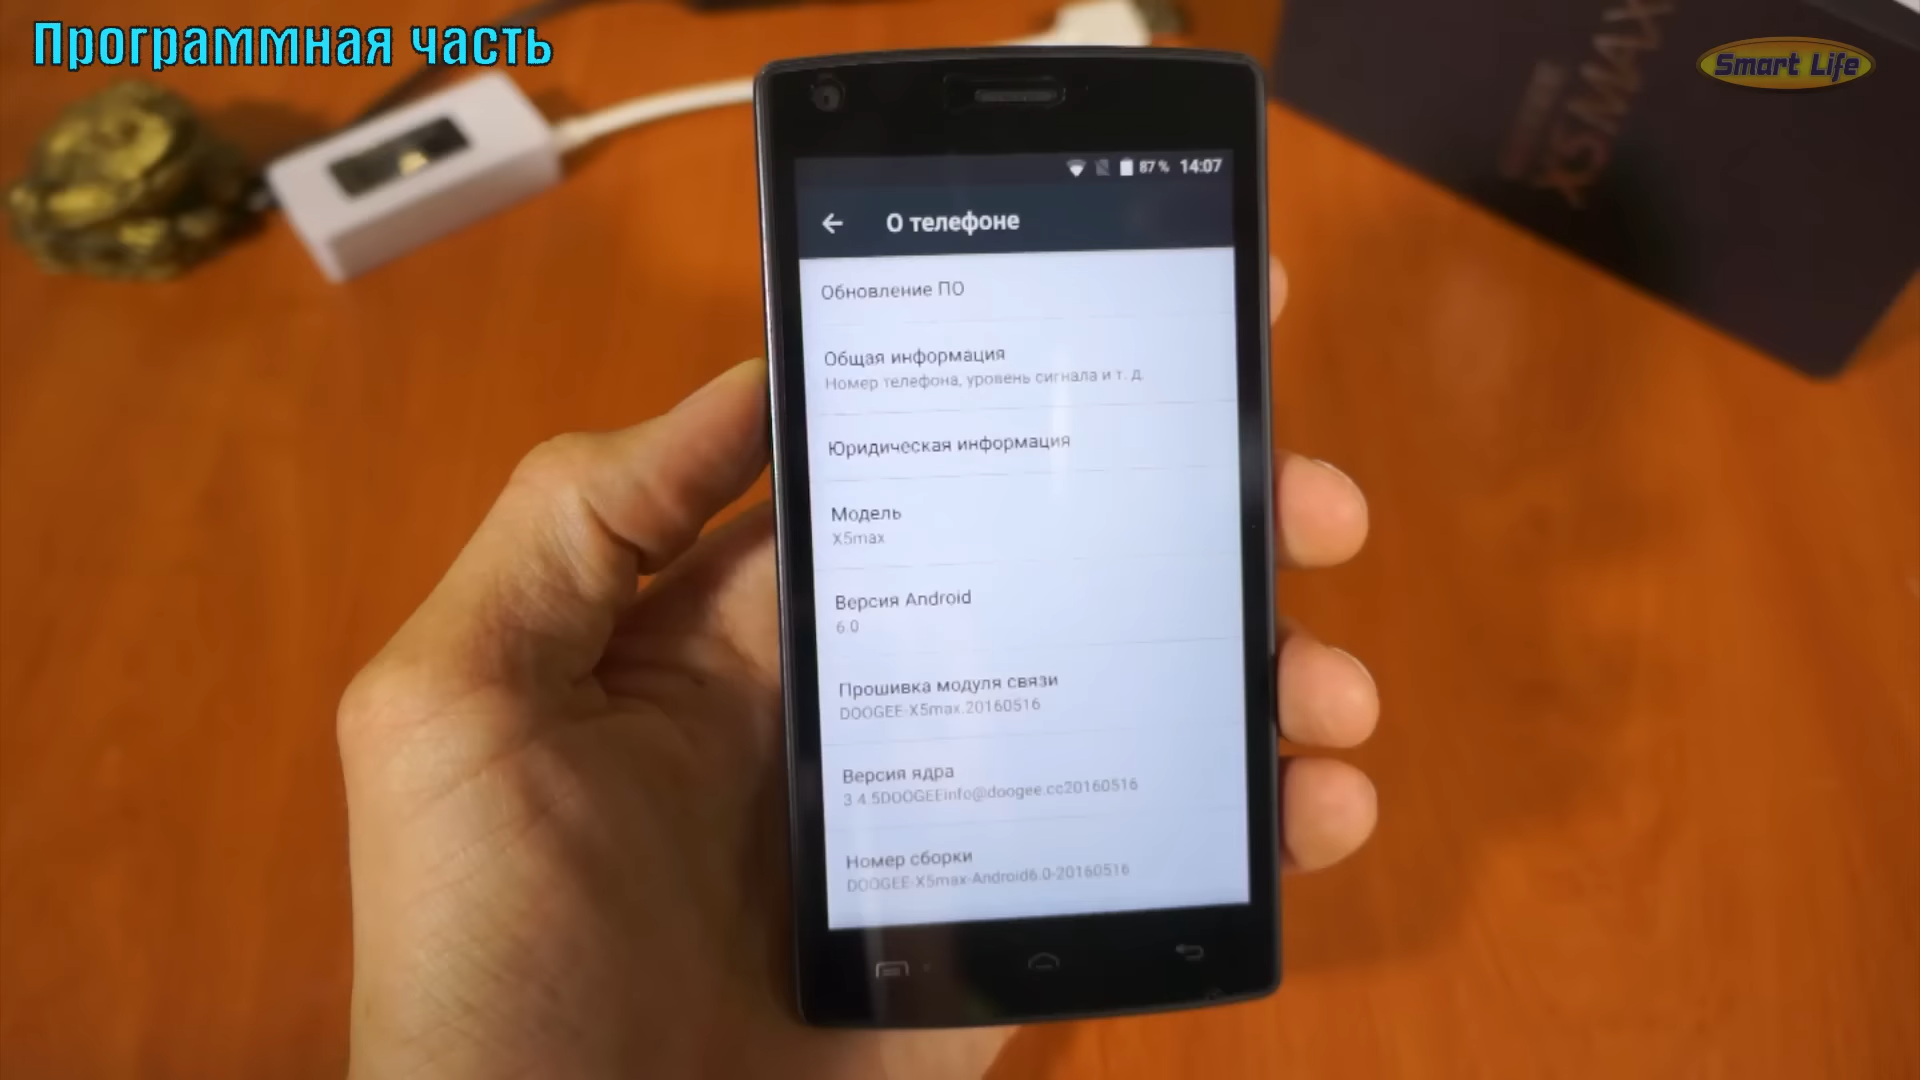 Программная часть
Smart Life
X5MAX
87 % 14:07
О телефоне
Обновление ПО
Общая информация
Номер телефона, уровень сигнала и т. д.
Юридическая информация
Модель
X5max
Версия Android
6.0
Прошивка модуля связи
DOOGEE-X5max.20160516
Версия ядра
3.4.5DOOGEEinfo@doogee.cc20160516
Номер сборки
DOOGEE-X5max-Android6.0-20160516